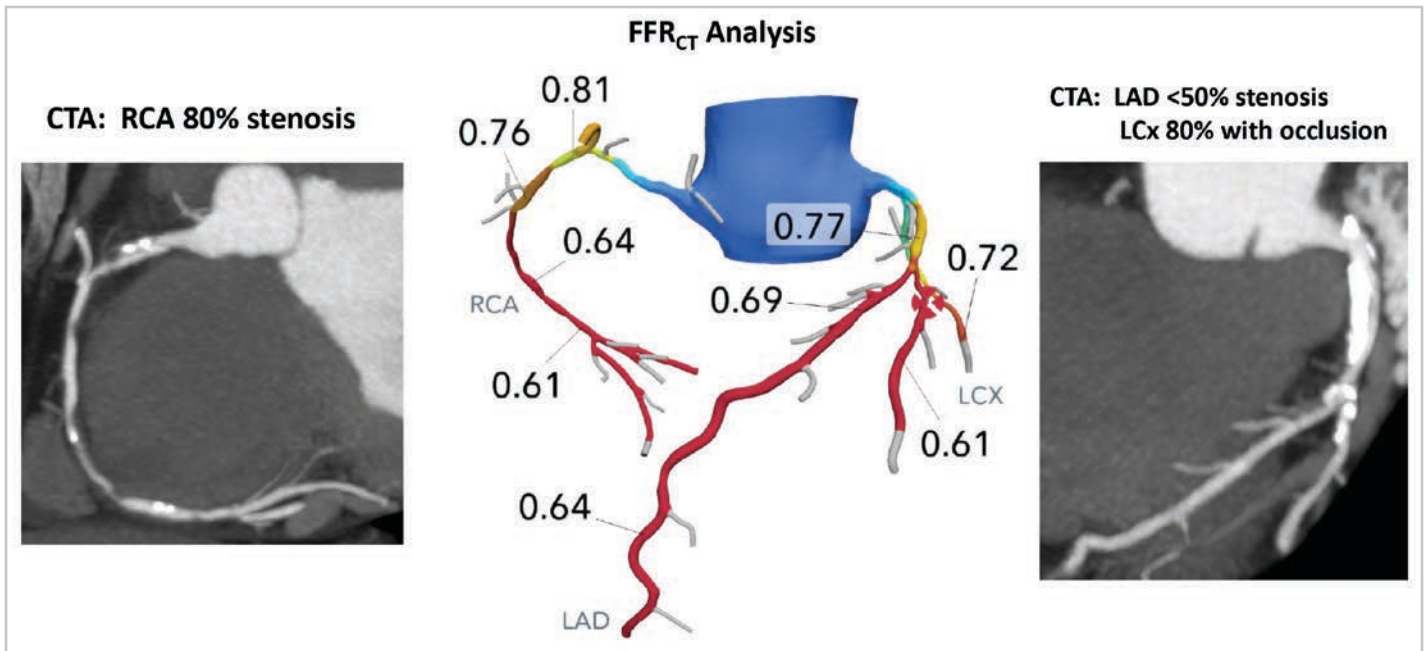 FFRCT Analysis
CTA: RCA 80% stenosis
CTA: LAD <50% stenosis
LCx 80% with occlusion
0.81
0.76
0.64
RCA
0.61
0.77
0.72
0.69
LCX
0.61
0.64
LAD